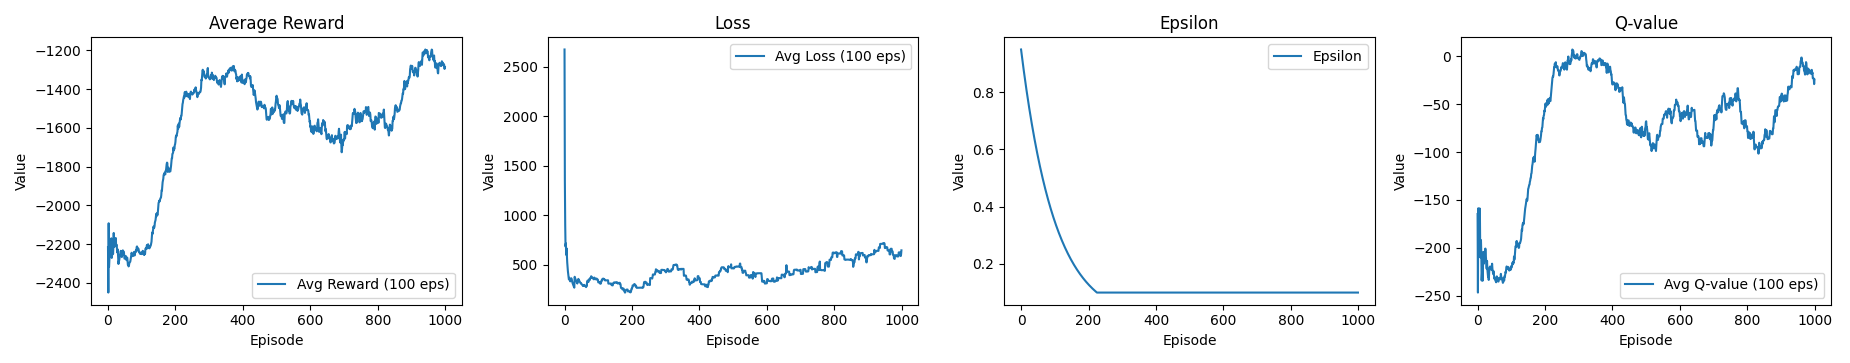 Average Reward
Value
−1200
−1400
−1600
−1800
−2000
−2200
−2400
Avg Reward (100 eps)
0 200 400 600 800 1000
Episode
Loss
Value
2500
2000
1500
1000
500
Avg Loss (100 eps)
0 200 400 600 800 1000
Episode
Epsilon
Value
0.8
0.6
0.4
0.2
Epsilon
0 200 400 600 800 1000
Episode
Q-value
Value
0
−50
−100
−150
−200
−250
Avg Q-value (100 eps)
0 200 400 600 800 1000
Episode